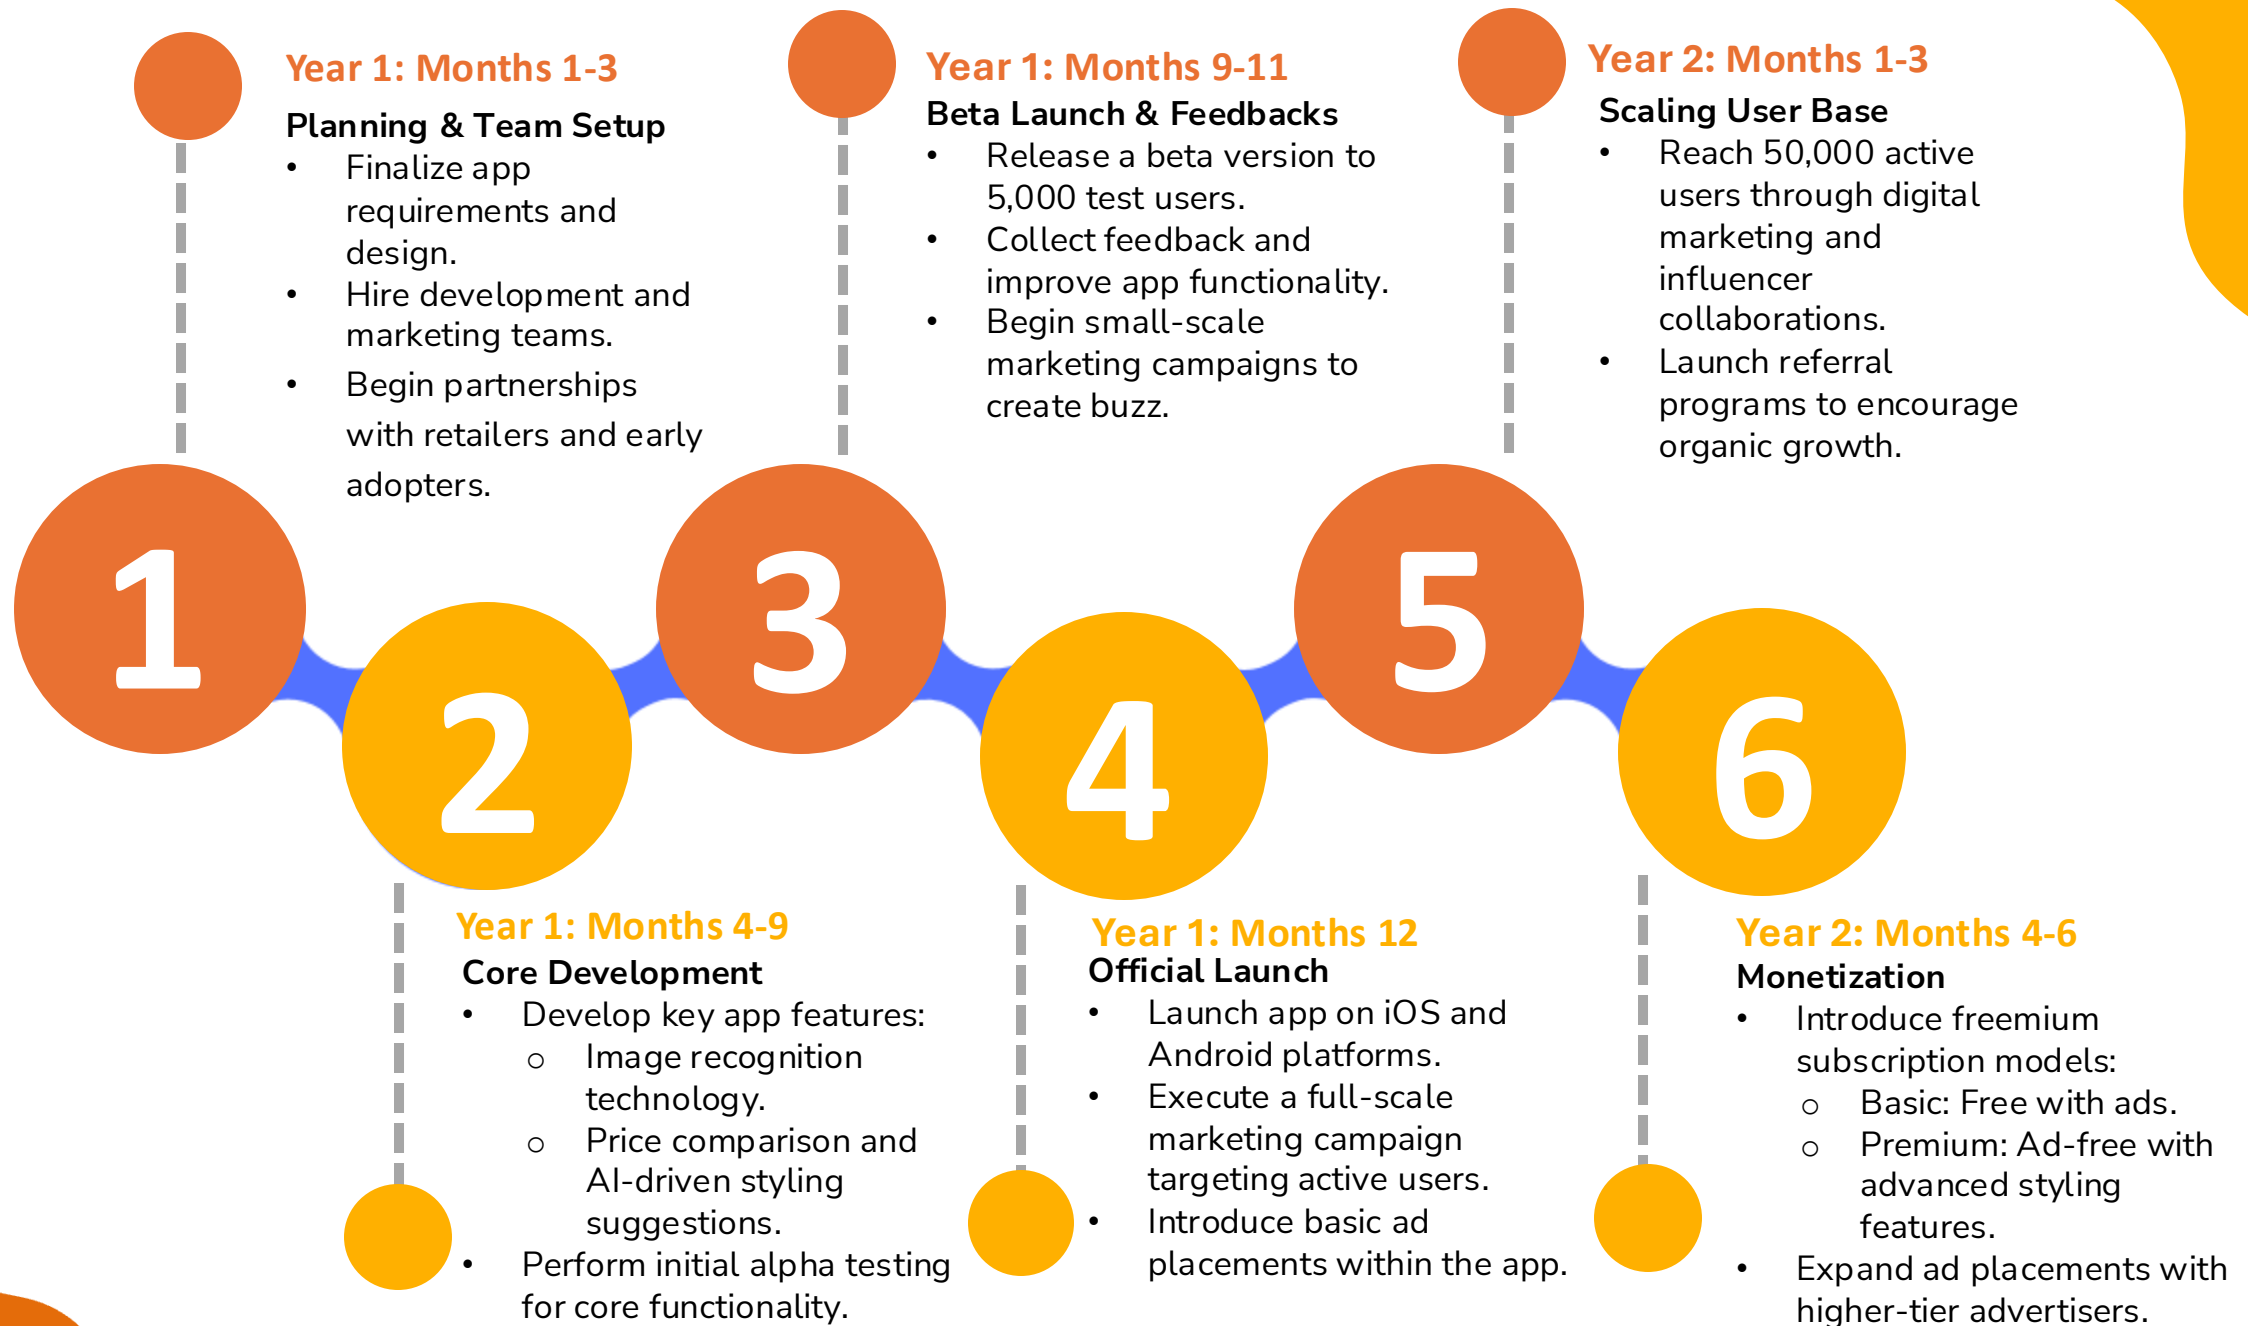 Year 1: Months 1-3
Planning & Team Setup
• Finalize app
requirements and
design.
• Hire development and
marketing teams.
• Begin partnerships
with retailers and early
adopters.
Year 1: Months 9-11
Beta Launch & Feedbacks
• Release a beta version to
5,000 test users.
• Collect feedback and
improve app functionality.
• Begin small-scale
marketing campaigns to
create buzz.
Year 2: Months 1-3
Scaling User Base
• Reach 50,000 active
users through digital
marketing and
influencer
collaborations.
• Launch referral
programs to encourage
organic growth.
1
2
3
4
5
6
Year 1: Months 4-9
Core Development
• Develop key app features:
o Image recognition
technology.
o Price comparison and
AI-driven styling
suggestions.
• Perform initial alpha testing
for core functionality.
Year 1: Months 12
Official Launch
• Launch app on iOS and
Android platforms.
• Execute a full-scale
marketing campaign
targeting active users.
• Introduce basic ad
placements within the app.
Year 2: Months 4-6
Monetization
• Introduce freemium
subscription models:
o Basic: Free with ads.
o Premium: Ad-free with
advanced styling
features.
• Expand ad placements with
higher-tier advertisers.